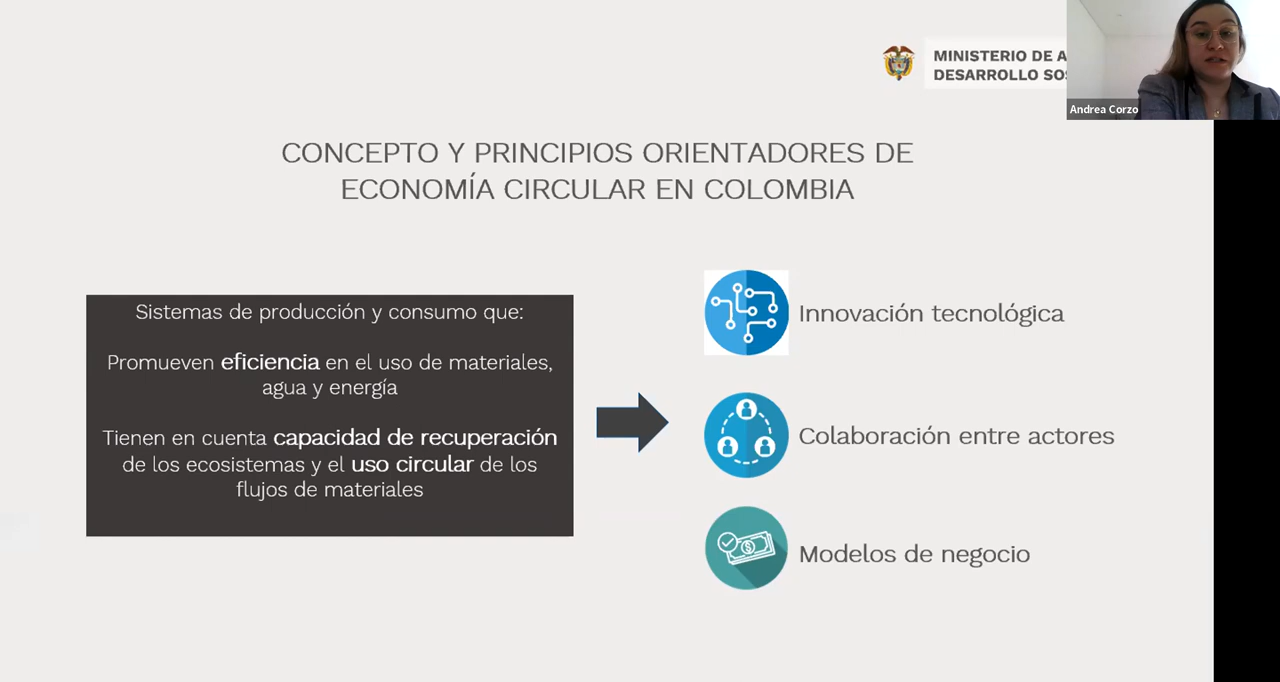 MINISTERIO DE A
DESARROLLO SOS
Andrea Corzo
CONCEPTO Y PRINCIPIOS ORIENTADORES DE
ECONOMÍA CIRCULAR EN COLOMBIA
Sistemas de producción y consumo que:
Promueven eficiencia en el uso de materiales,
agua y energía
Tienen en cuenta capacidad de recuperación
de los ecosistemas y el uso circular de los
flujos de materiales
Innovación tecnológica
Colaboración entre actores
Modelos de negocio